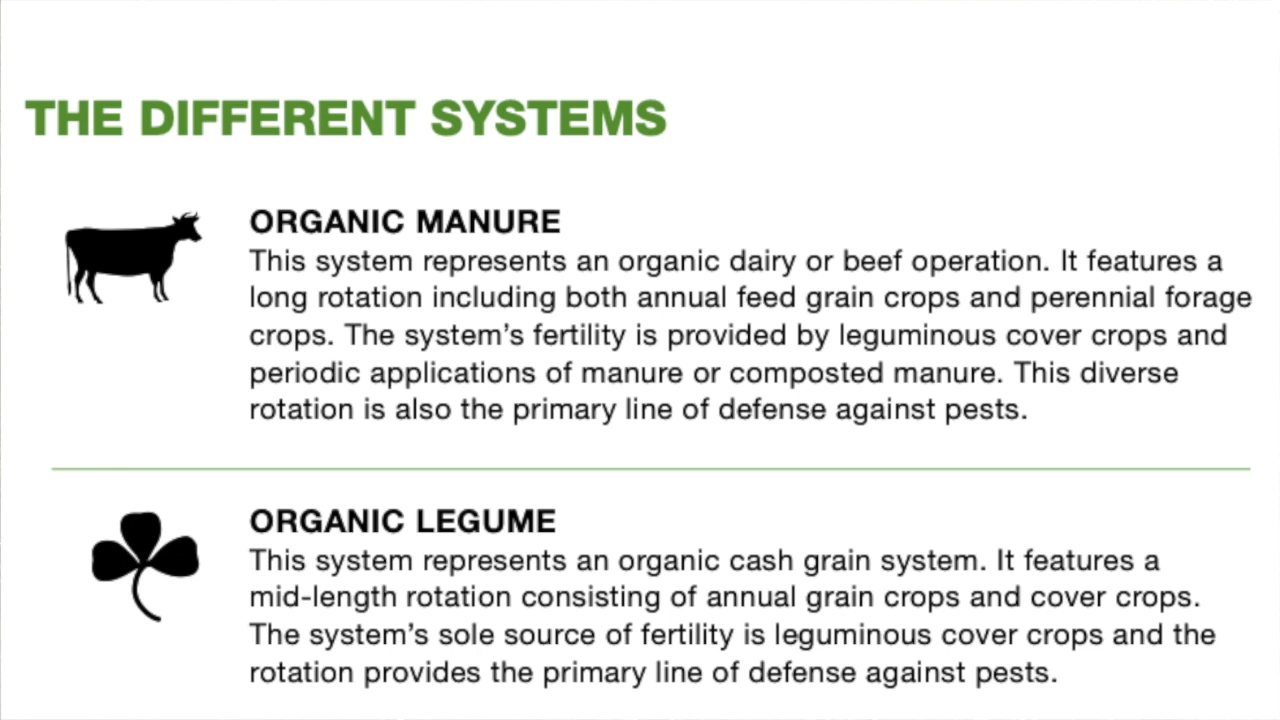 THE DIFFERENT SYSTEMS
ORGANIC MANURE
This system represents an organic dairy or beef operation. It features a
long rotation including both annual feed grain crops and perennial forage
crops. The system’s fertility is provided by leguminous cover crops and
periodic applications of manure or composted manure. This diverse
rotation is also the primary line of defense against pests.
ORGANIC LEGUME
This system represents an organic cash grain system. It features a
mid-length rotation consisting of annual grain crops and cover crops.
The system’s sole source of fertility is leguminous cover crops and the
rotation provides the primary line of defense against pests.